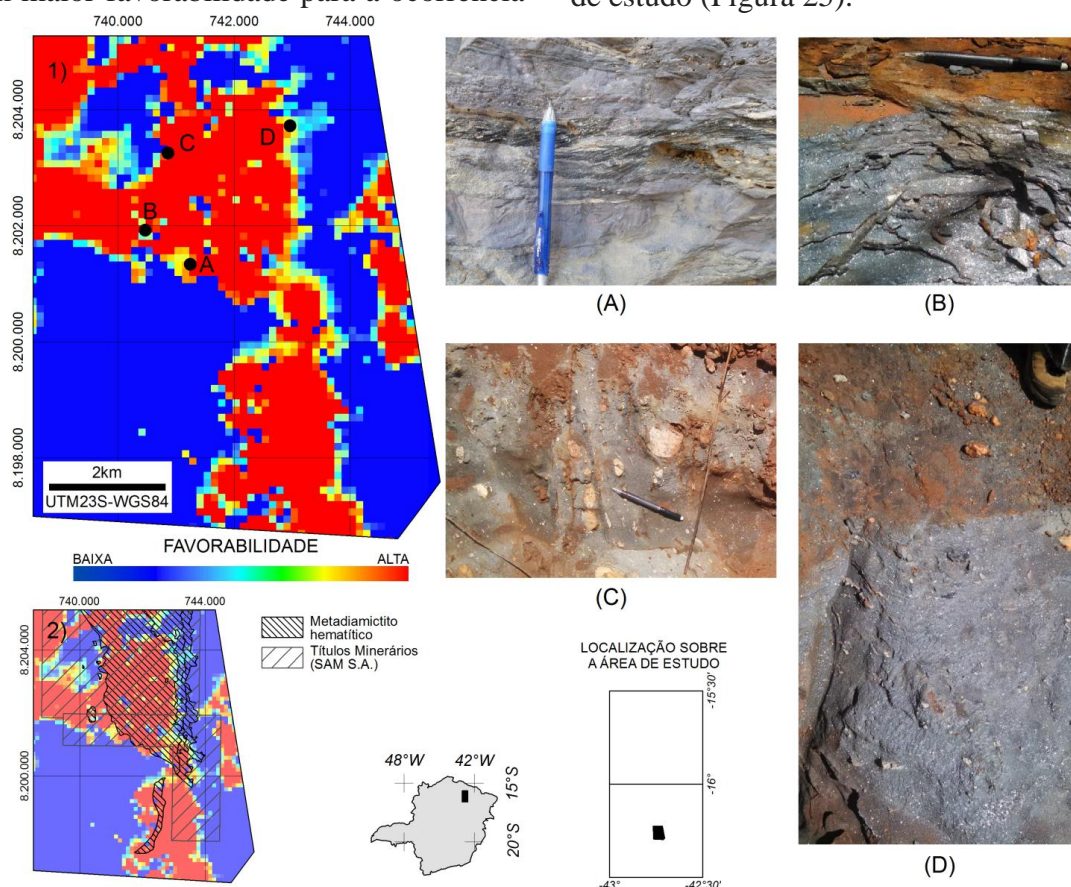 maior favorabilidade para a ocorrência
de estudo (Figura 25).
740.000 742.000 744.000
1)
8.204.000
8.202.000
8.200.000
8.198.000
C
D
B
A
2km
UTM23S-WGS84
FAVORABILIDADE
BAIXA ALTA
(A)
(B)
(C)
(D)
740.000 744.000
2)
8.204.000
8.200.000
Metadiamictito
hematítico
Títulos Minerários
(SAM S.A.)
48°W 42°W
15°S
20°S
LOCALIZAÇÃO SOBRE
A ÁREA DE ESTUDO
-15°30'
-16°
-43° -42°30'